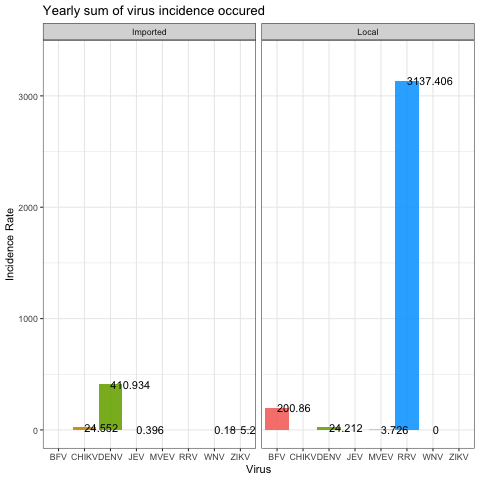 Yearly sum of virus incidence occured
Imported
Local
Incidence Rate
3000
2000
1000
0
3137.406
410.934
200.86
24.552
0.396
0.18
5.2
24.212
3.726
0
BFV CHIKV DENV JEV MVEV RRV WNV ZIKV
BFV CHIKV DENV JEV MVEV RRV WNV ZIKV
Virus